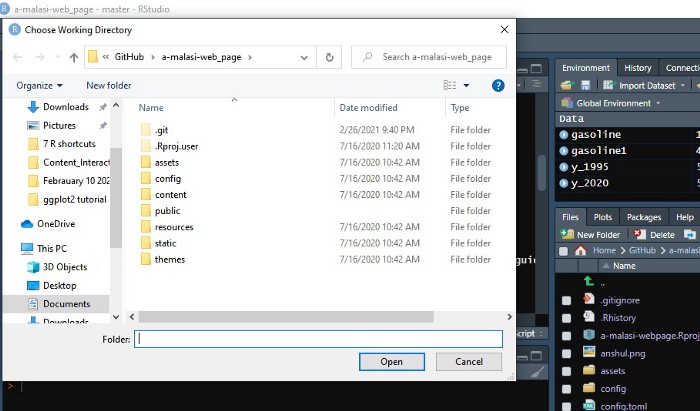 a-malasi-web_page - master - RStudio
Choose Working Directory
GitHub > a-malasi-web_page >
Search a-malasi-web_page
Organize
New folder
Name Date modified Type
Downloads
Pictures
7 R shortcuts
Content_Interac
Febrauary 10 202
ggplot2 tutorial
OneDrive
This PC
3D Objects
Desktop
Documents
Downloads
.git 2/26/2021 9:40 PM File folder
.Rproj.user 7/16/2020 11:20 AM File folder
assets 7/16/2020 10:42 AM File folder
config 7/16/2020 10:42 AM File folder
content 7/16/2020 10:42 AM File folder
public File folder
resources 7/16/2020 10:42 AM File folder
static 7/16/2020 10:42 AM File folder
themes 7/16/2020 10:42 AM File folder
Folder:
Open Cancel
Environment History Connecti
Import Dataset
Global Environment
Data
gasoline 1
gasoline1 4
y_1995 5
y_2020 5
Files Plots Packages Help
New Folder Delete
Home > GitHub > a-malasi
Name
..
.gitignore
.Rhistory
a-malasi-webpage.Rproj
anshul.png
assets
config
config.toml
guid
cript
>